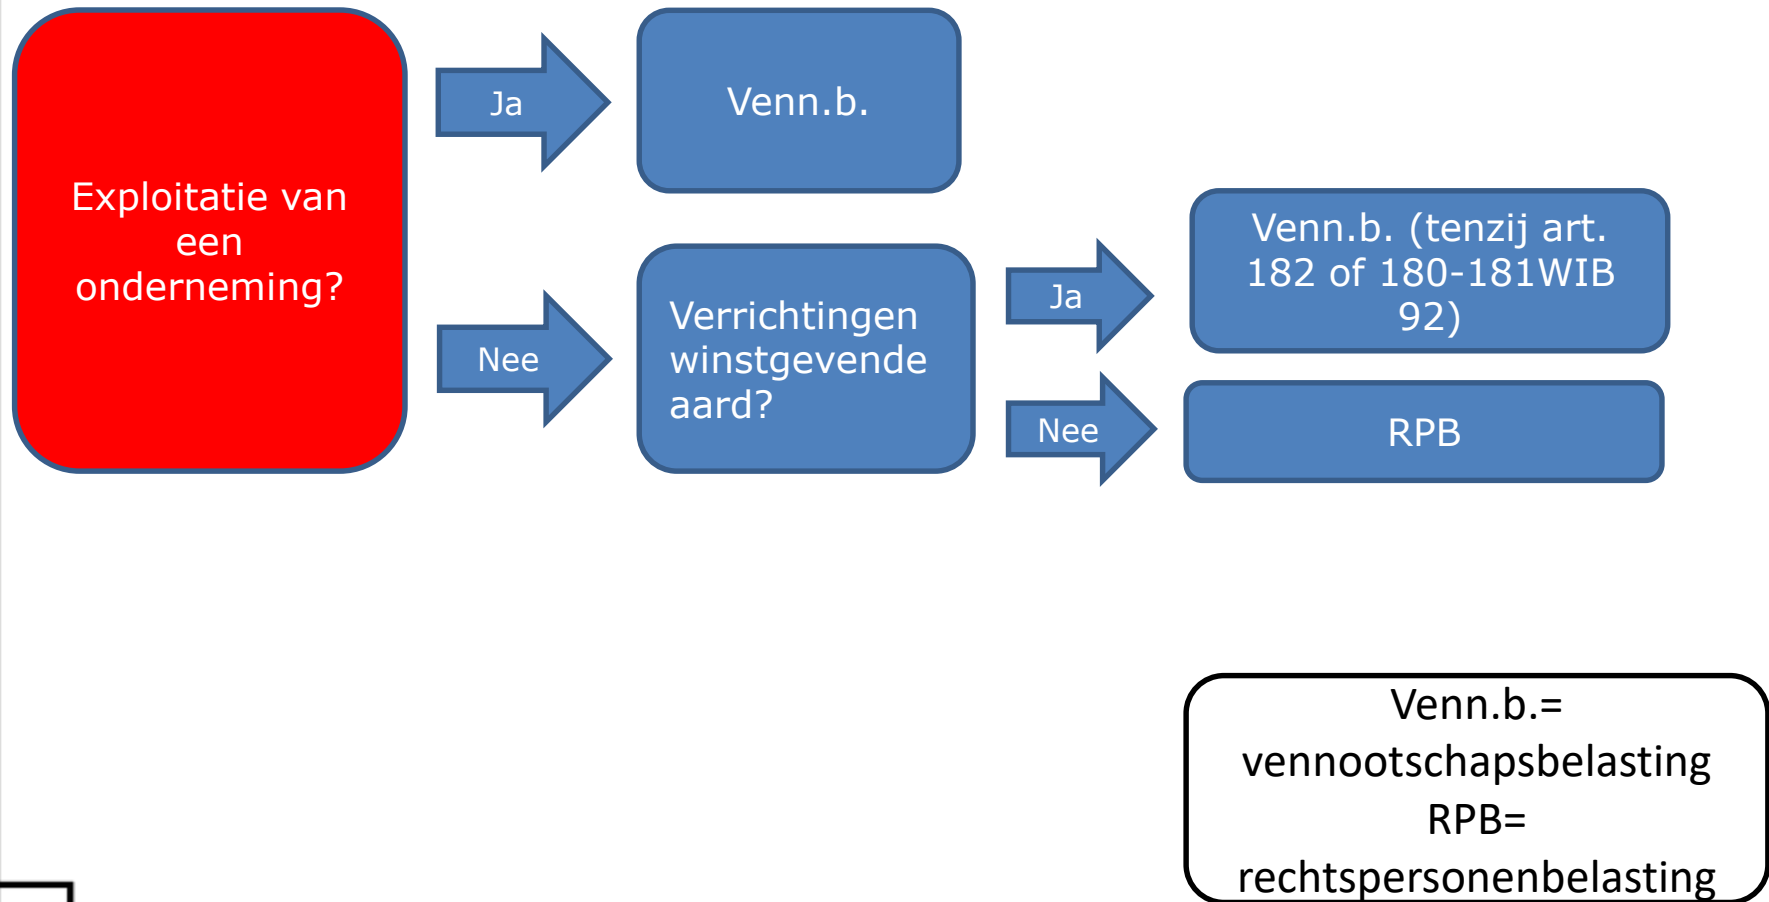 Exploitatie van
een
onderneming?
Ja
Venn.b.
Nee
Verrichtingen
winstgevende
aard?
Ja
Venn.b. (tenzij art.
182 of 180-181WIB
92)
Nee
RPB
Venn.b.=
vennootschapsbelasting
RPB=
rechtspersonenbelasting